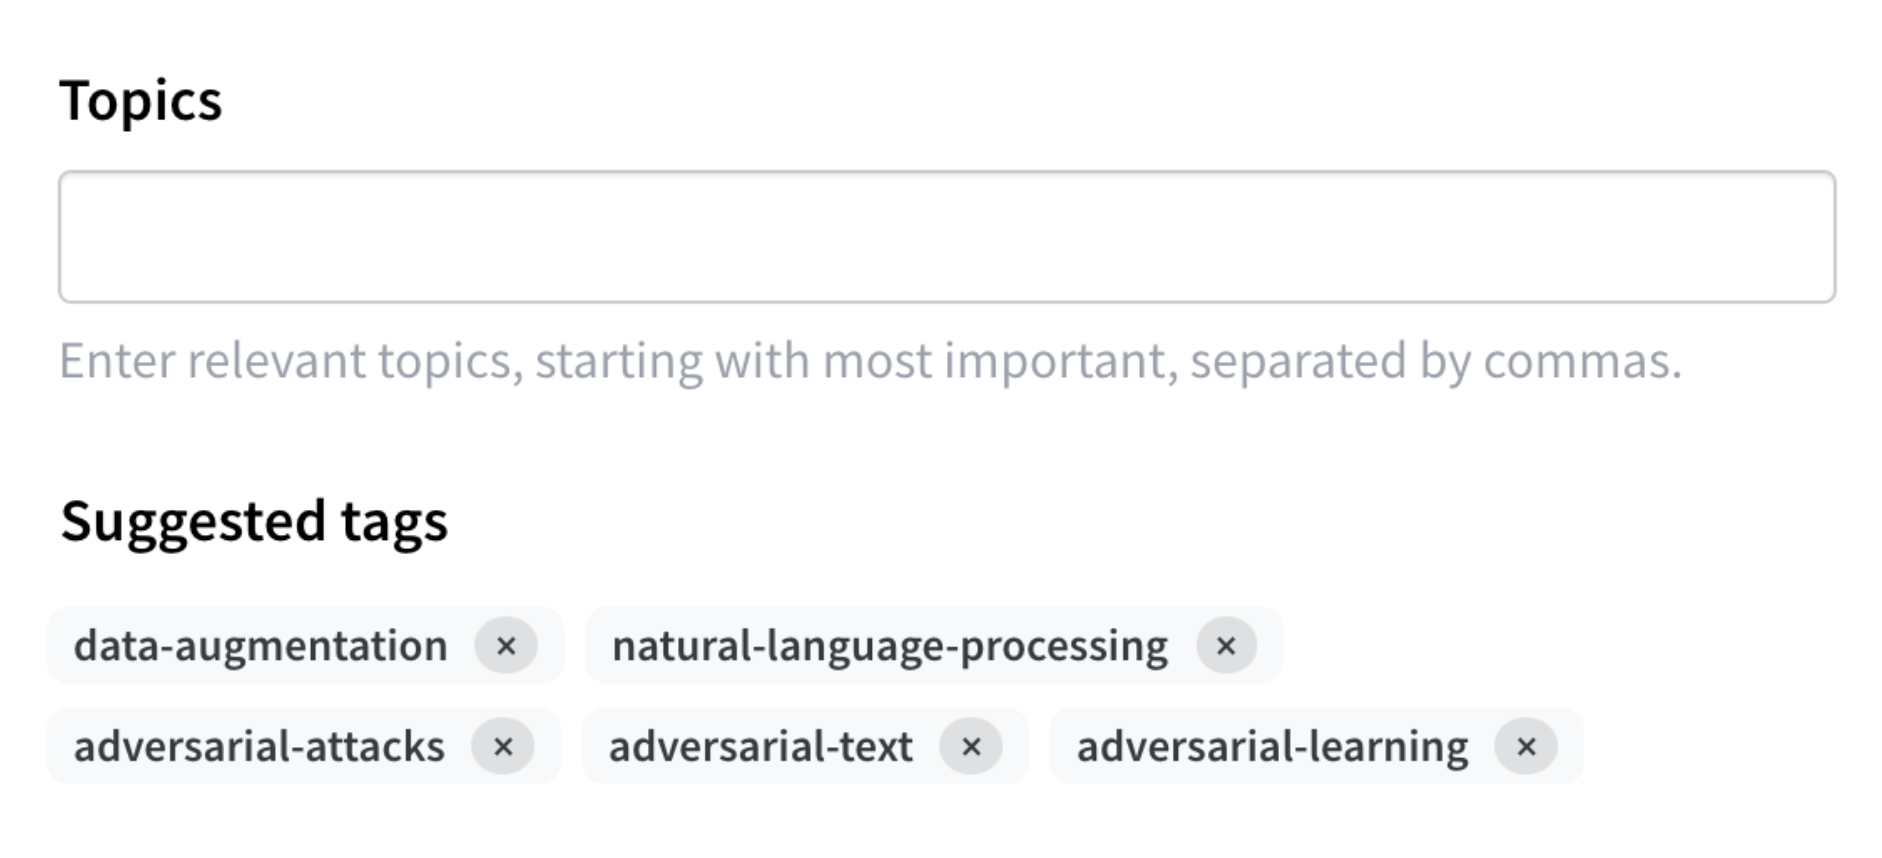 Topics
Enter relevant topics, starting with most important, separated by commas.
Suggested tags
data-augmentation × natural-language-processing ×
adversarial-attacks × adversarial-text × adversarial-learning ×